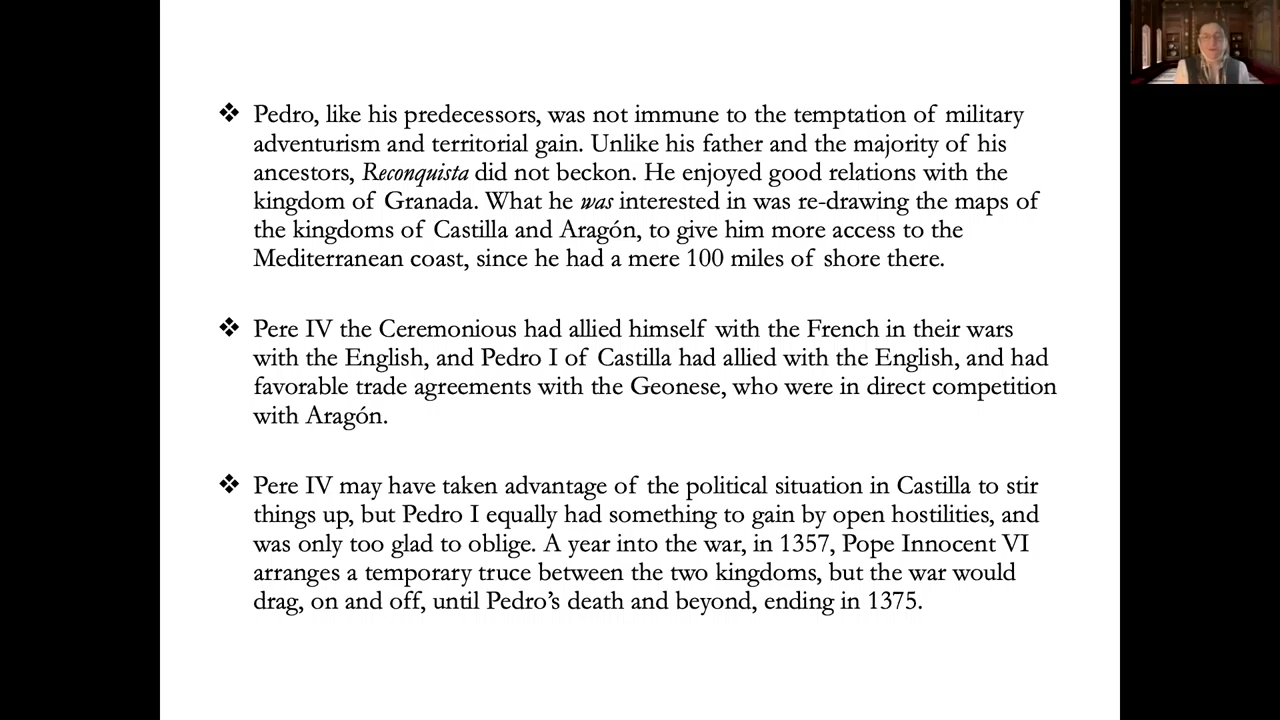 ❖ Pedro, like his predecessors, was not immune to the temptation of military
adventurism and territorial gain. Unlike his father and the majority of his
ancestors, Reconquista did not beckon. He enjoyed good relations with the
kingdom of Granada. What he was interested in was re-drawing the maps of
the kingdoms of Castilla and Aragón, to give him more access to the
Mediterranean coast, since he had a mere 100 miles of shore there.
❖ Pere IV the Ceremonious had allied himself with the French in their wars
with the English, and Pedro I of Castilla had allied with the English, and had
favorable trade agreements with the Geonese, who were in direct competition
with Aragón.
❖ Pere IV may have taken advantage of the political situation in Castilla to stir
things up, but Pedro I equally had something to gain by open hostilities, and
was only too glad to oblige. A year into the war, in 1357, Pope Innocent VI
arranges a temporary truce between the two kingdoms, but the war would
drag, on and off, until Pedro’s death and beyond, ending in 1375.